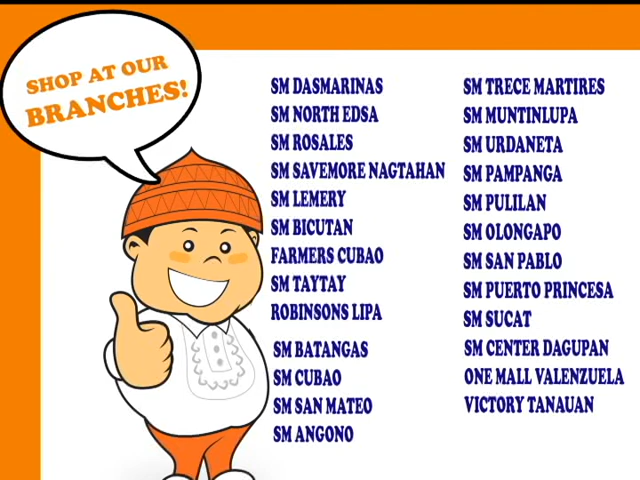 SHOP AT OUR
BRANCHES!
SM DASMARINAS
SM NORTH EDSA
SM ROSALES
SM SAVEMORE NAGTAHAN
SM LEMERY
SM BICUTAN
FARMERS CUBAO
SM TAYTAY
ROBINSONS LIPA
SM BATANGAS
SM CUBAO
SM SAN MATEO
SM ANGONO
SM TRECE MARTIRES
SM MUNTINLUPA
SM URDANETA
SM PAMPANGA
SM PULILAN
SM OLONGAPO
SM SAN PABLO
SM PUERTO PRINCESA
SM SUCAT
SM CENTER DAGUPAN
ONE MALL VALENZUELA
VICTORY TANAUAN